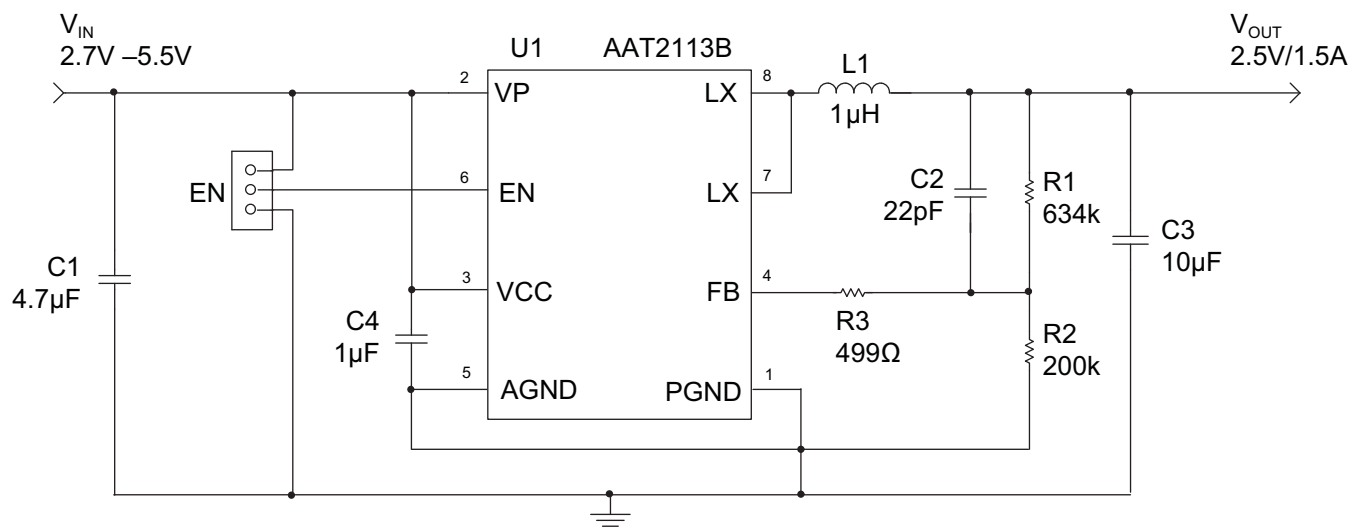 V_IN
2.7V –5.5V
U1
AAT2113B
V_OUT
2.5V/1.5A
2
VP
8
LX
L1
1µH
EN
6
EN
7
LX
C2
22pF
R1
634k
C1
4.7µF
C3
10µF
3
VCC
4
FB
R3
499Ω
C4
1µF
R2
200k
5
AGND
1
PGND